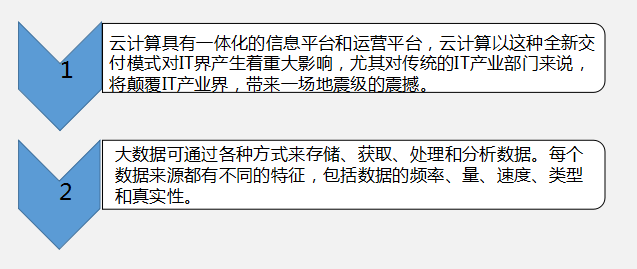 1
云计算具有一体化的信息平台和运营平台，云计算以这种全新交
付模式对IT界产生着重大影响，尤其对传统的IT产业部门来说，
将颠覆IT产业界，带来一场地震级的震撼。
2
大数据可通过各种方式来存储、获取、处理和分析数据。每个
数据来源都有不同的特征，包括数据的频率、量、速度、类型
和真实性。